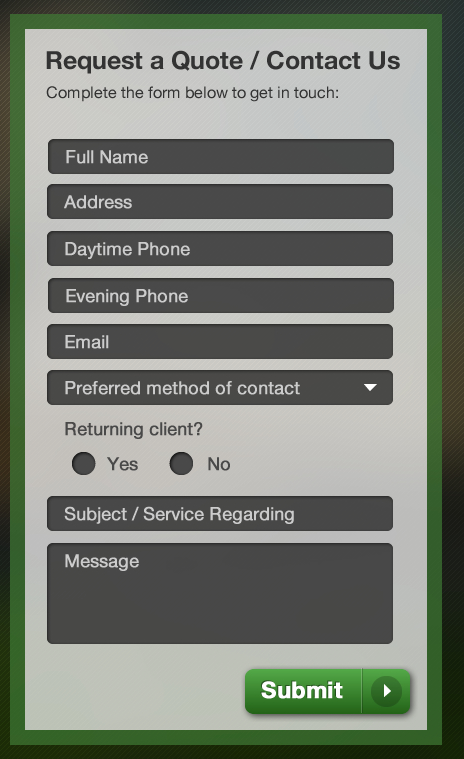 Request a Quote / Contact Us
Complete the form below to get in touch:
Full Name
Address
Daytime Phone
Evening Phone
Email
Preferred method of contact
Returning client?
Yes No
Subject / Service Regarding
Message
Submit